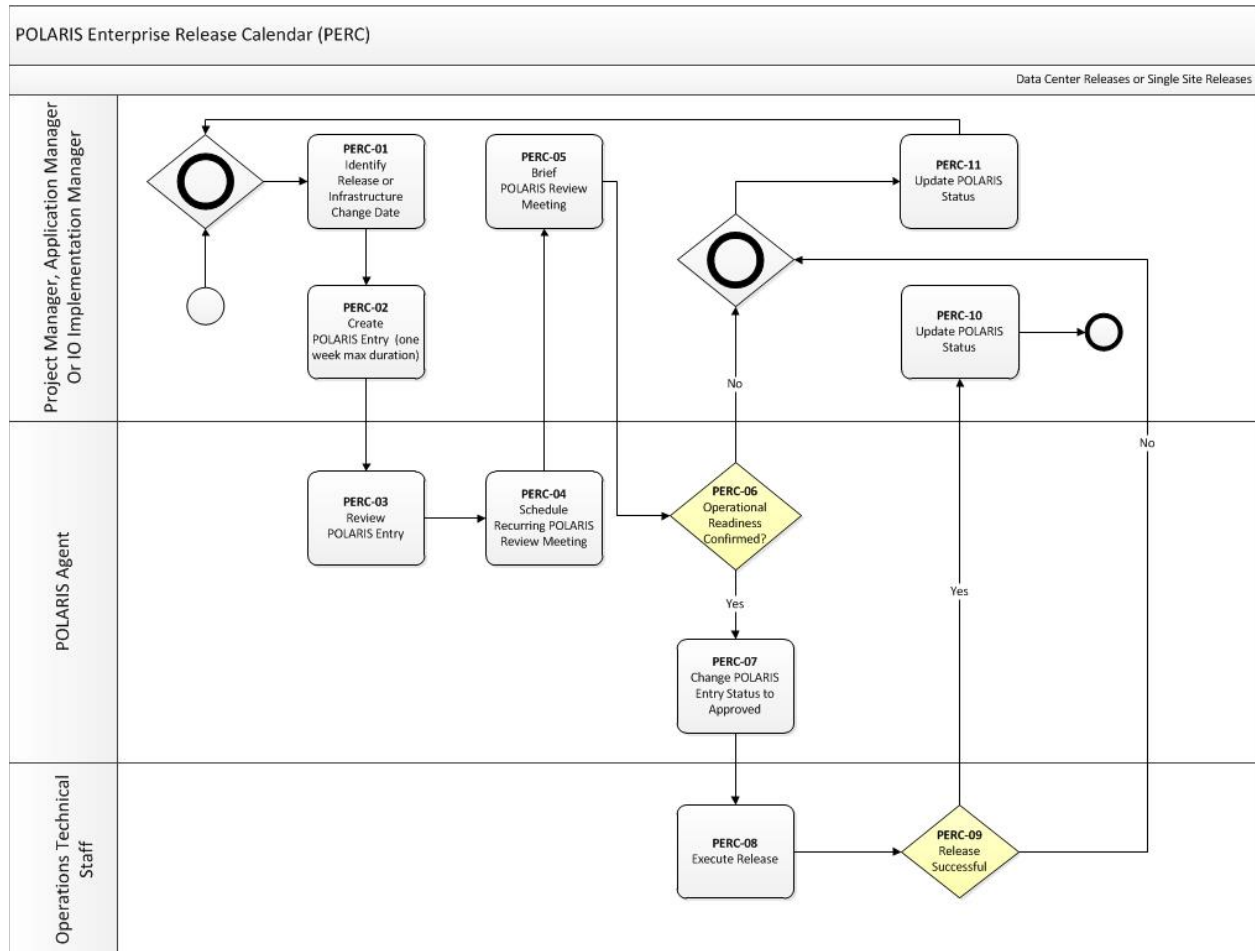 POLARIS Enterprise Release Calendar (PERC)
Data Center Releases or Single Site Releases
Project Manager, Application Manager
Or IO Implementation Manager
PERC-01
Identify
Release or
Infrastructure
Change Date
PERC-05
Brief
POLARIS Review
Meeting
PERC-11
Update POLARIS
Status
PERC-02
Create
POLARIS Entry (one
week max duration)
PERC-10
Update POLARIS
Status
No
No
POLARIS Agent
PERC-03
Review
POLARIS Entry
PERC-04
Schedule
Recurring POLARIS
Review Meeting
PERC-06
Operational
Readiness
Confirmed?
Yes
Yes
PERC-07
Change POLARIS
Entry Status to
Approved
Operations Technical
Staff
PERC-08
Execute Release
PERC-09
Release
Successful